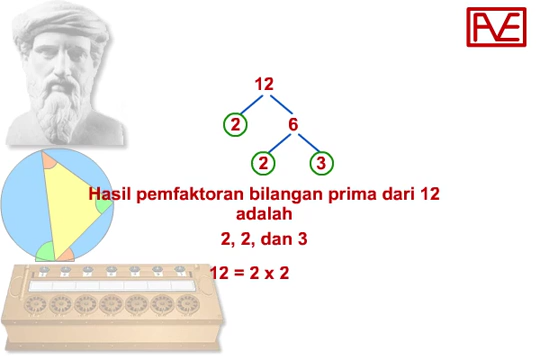 AVE
12
2 6
2 3
Hasil pemfaktoran bilangan prima dari 12
adalah
2, 2, dan 3
12 = 2 x 2